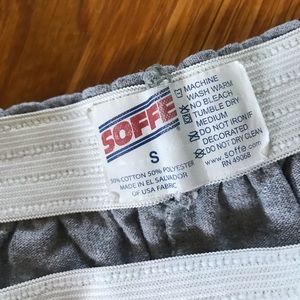 SOFFE
S
50% COTTON 50% POLYESTER
MADE IN EL SALVADOR
OF USA FABRIC
MACHINE
WASH WARM
NO BLEACH
TUMBLE DRY
MEDIUM
DO NOT IRON IF
DECORATED
DO NOT DRY CLEAN
www.soffe.com
RN 49068